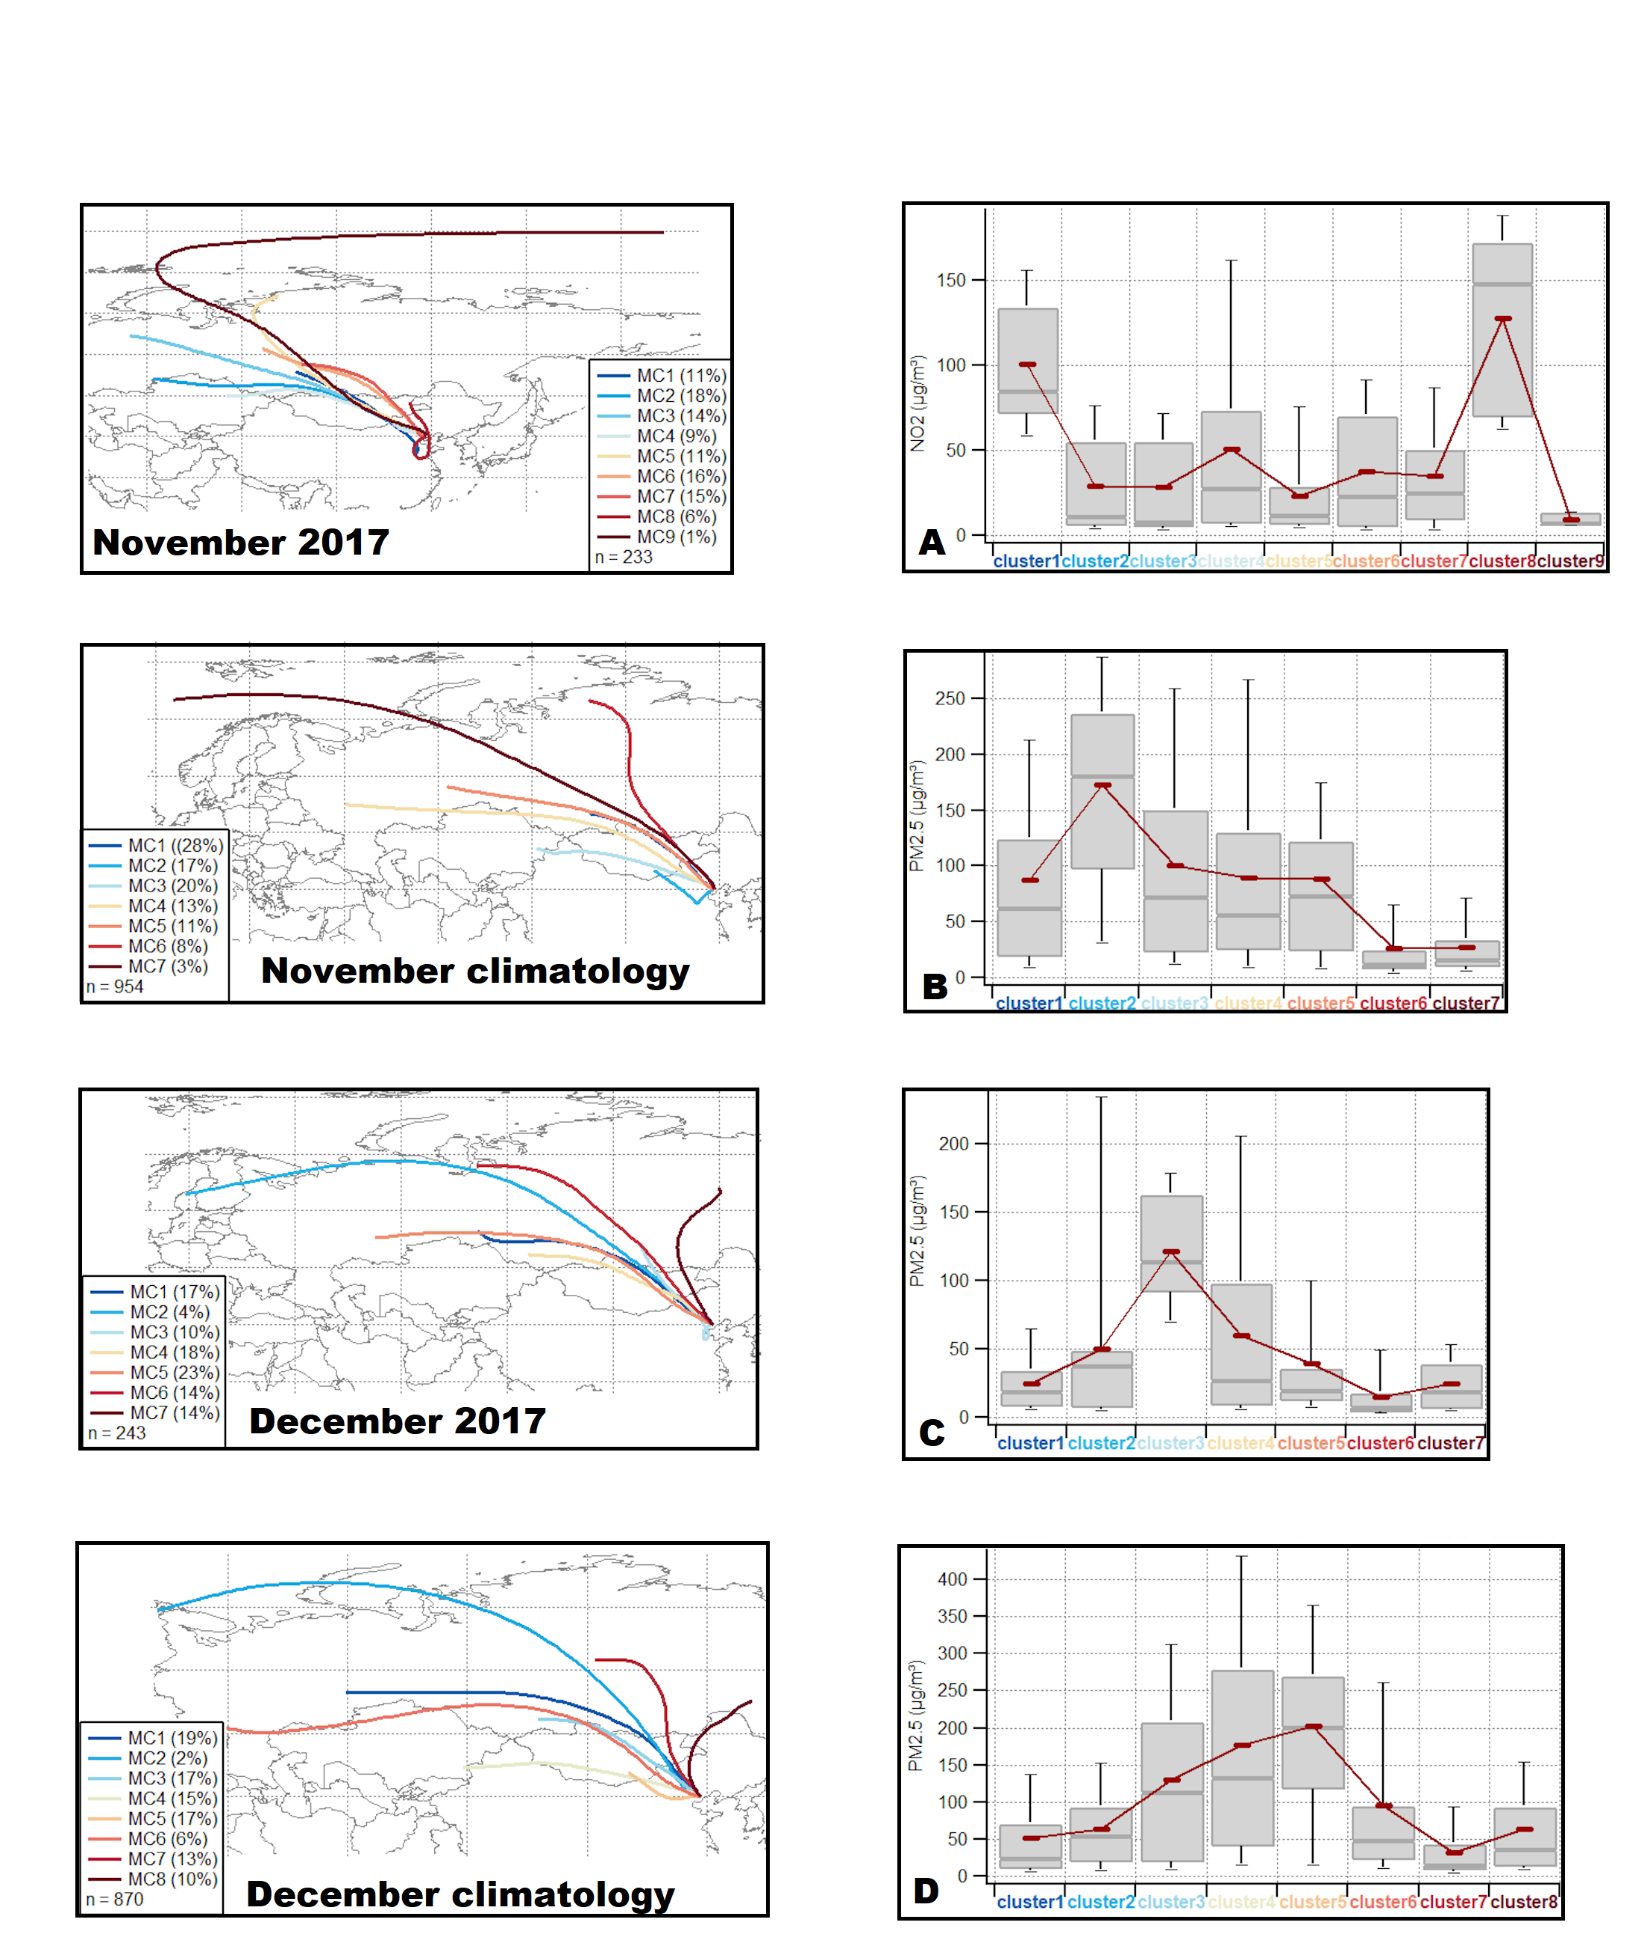 MC1 (11%)
MC2 (18%)
MC3 (14%)
MC4 (9%)
MC5 (11%)
MC6 (16%)
MC7 (15%)
MC8 (6%)
MC9 (1%)
n = 233
November 2017
NO2 (µg/m³)
150
100
50
0
A
cluster1 cluster2 cluster3 cluster4 cluster5 cluster6 cluster7 cluster8 cluster9
MC1 ((28%)
MC2 (17%)
MC3 (20%)
MC4 (13%)
MC5 (11%)
MC6 (8%)
MC7 (3%)
n = 954
November climatology
PM2.5 (µg/m³)
250
200
150
100
50
0
B
cluster1 cluster2 cluster3 cluster4 cluster5 cluster6 cluster7
MC1 (17%)
MC2 (4%)
MC3 (10%)
MC4 (18%)
MC5 (23%)
MC6 (14%)
MC7 (14%)
n = 243
December 2017
PM2.5 (µg/m³)
200
150
100
50
0
C
cluster1 cluster2 cluster3 cluster4 cluster5 cluster6 cluster7
MC1 (19%)
MC2 (2%)
MC3 (17%)
MC4 (15%)
MC5 (17%)
MC6 (6%)
MC7 (13%)
MC8 (10%)
n = 870
December climatology
PM2.5 (µg/m³)
400
350
300
250
200
150
100
50
0
D
cluster1 cluster2 cluster3 cluster4 cluster5 cluster6 cluster7 cluster8